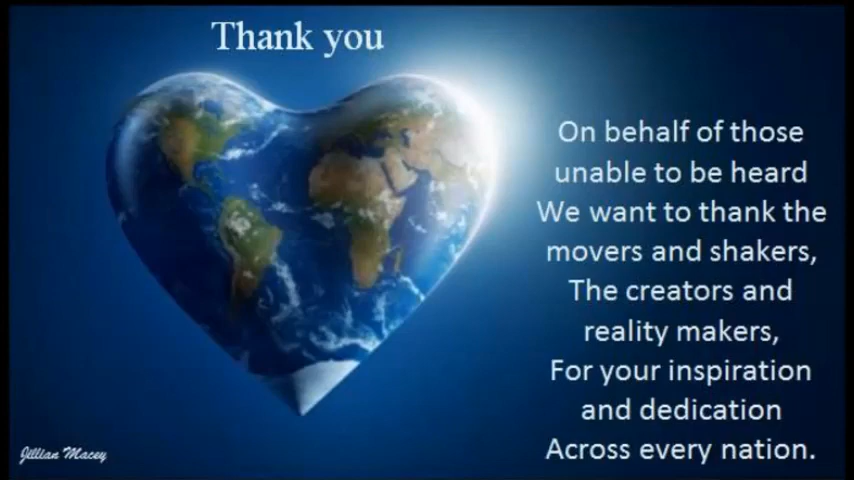 Thank you
On behalf of those
unable to be heard
We want to thank the
movers and shakers,
The creators and
reality makers,
For your inspiration
and dedication
Across every nation.
Jillian Macey